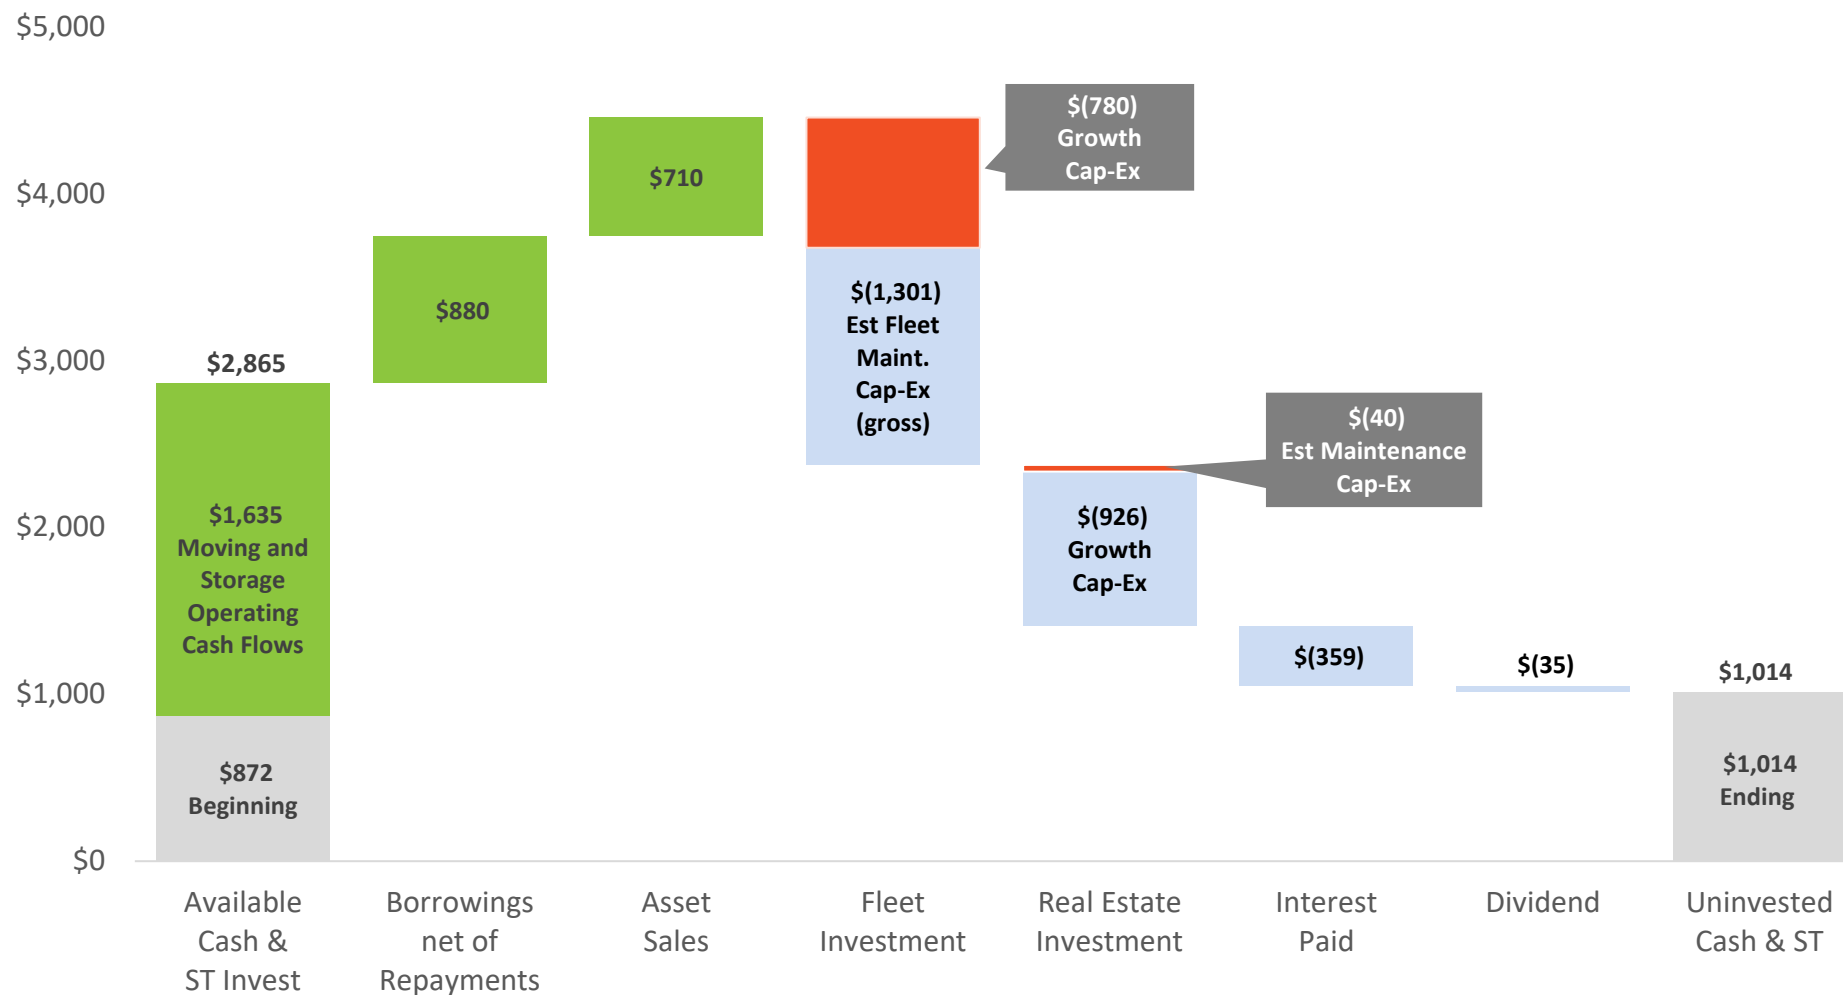 $5,000
$4,000
$3,000
$2,000
$1,000
$0
$2,865
$1,635
Moving and
Storage
Operating
Cash Flows
$872
Beginning
$880
$710
$(780)
Growth
Cap-Ex
$(1,301)
Est Fleet
Maint.
Cap-Ex
(gross)
$(40)
Est Maintenance
Cap-Ex
$(926)
Growth
Cap-Ex
$(359)
$(35)
$1,014
$1,014
Ending
Available
Cash &
ST Invest
Borrowings
net of
Repayments
Asset
Sales
Fleet
Investment
Real Estate
Investment
Interest
Paid
Dividend
Uninvested
Cash & ST